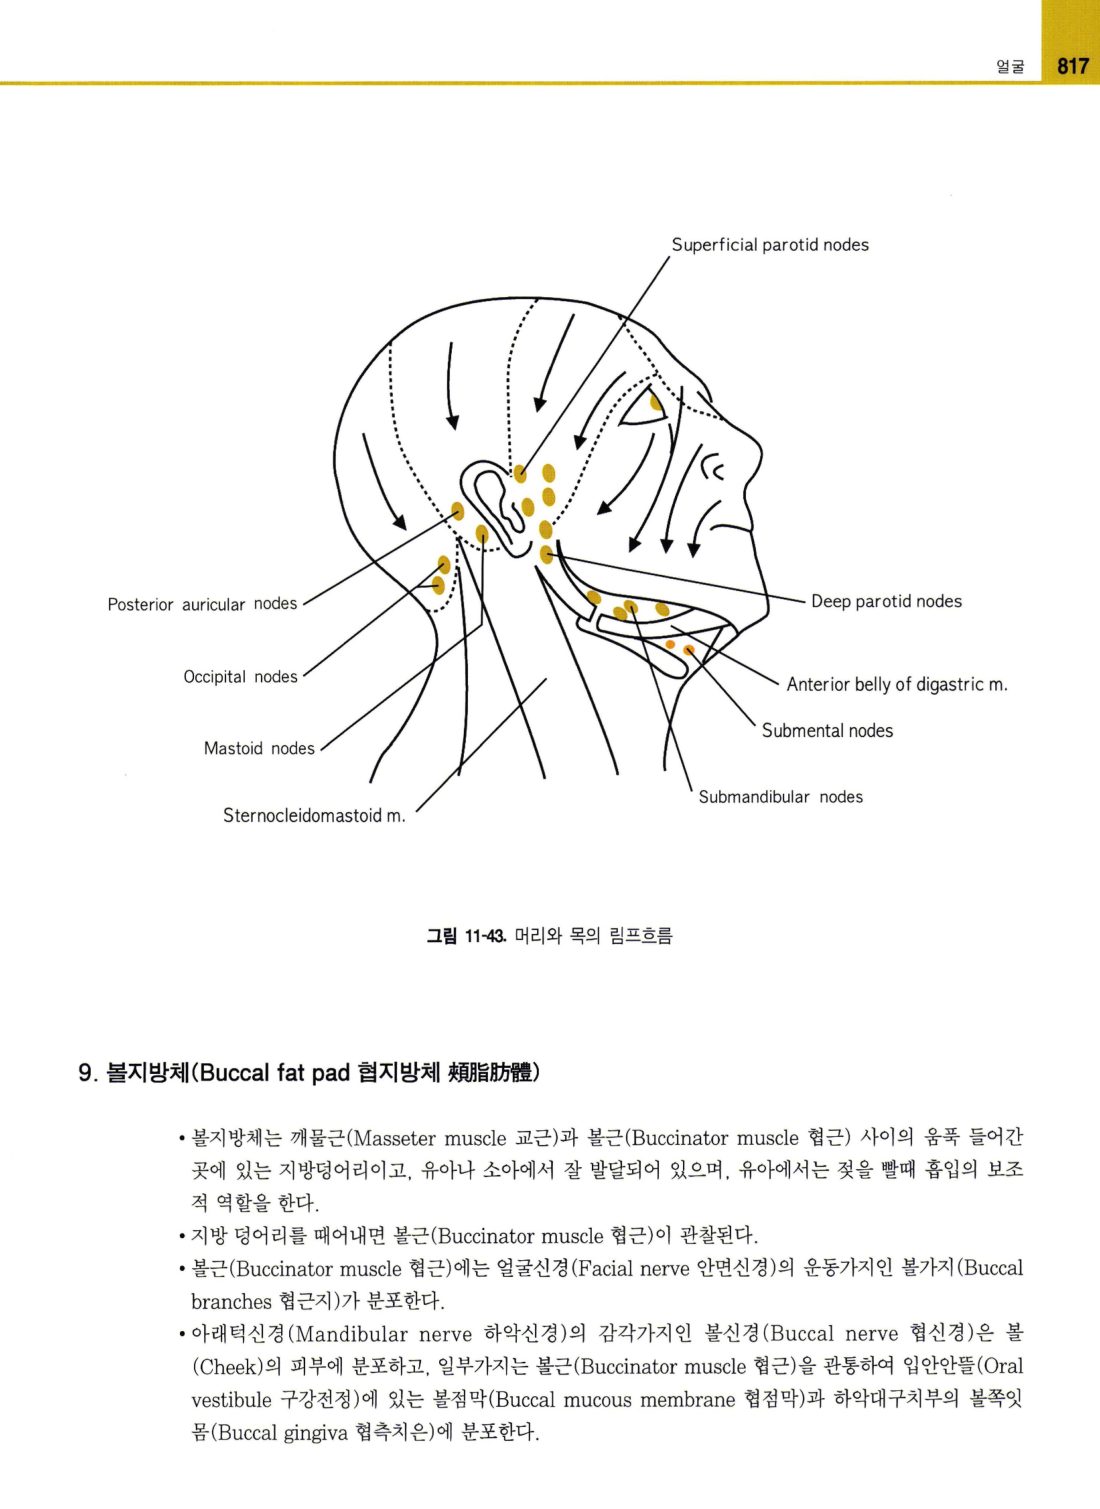 얼굴 817
Superficial parotid nodes
Posterior auricular nodes
Deep parotid nodes
Occipital nodes
Anterior belly of digastric m.
Submental nodes
Mastoid nodes
Submandibular nodes
Sternocleidomastoid m.
그림 11-43. 머리와 목의 림프흐름
9. 볼지방체(Buccal fat pad 협지방체 頰脂肪體)
• 볼지방체는 깨물근(Masseter muscle 교근)과 볼근(Buccinator muscle 협근) 사이의 움푹 들어간
곳에 있는 지방덩어리이고, 유아나 소아에서 잘 발달되어 있으며, 유아에서는 젖을 빨때 흡입의 보조
적 역할을 한다.
• 지방 덩어리를 때어내면 볼근(Buccinator muscle 협근)이 관찰된다.
• 볼근(Buccinator muscle 협근)에는 얼굴신경(Facial nerve 안면신경)의 운동가지인 볼가지(Buccal
branches 협근지)가 분포한다.
• 아래턱신경(Mandibular nerve 하악신경)의 감각가지인 볼신경(Buccal nerve 협신경)은 볼
(Cheek)의 피부에 분포하고, 일부가지는 볼근(Buccinator muscle 협근)을 관통하여 입안안뜰(Oral
vestibule 구강전정)에 있는 볼점막(Buccal mucous membrane 협점막)과 하악대구치부의 볼쪽잇
몸(Buccal gingiva 협측치은)에 분포한다.